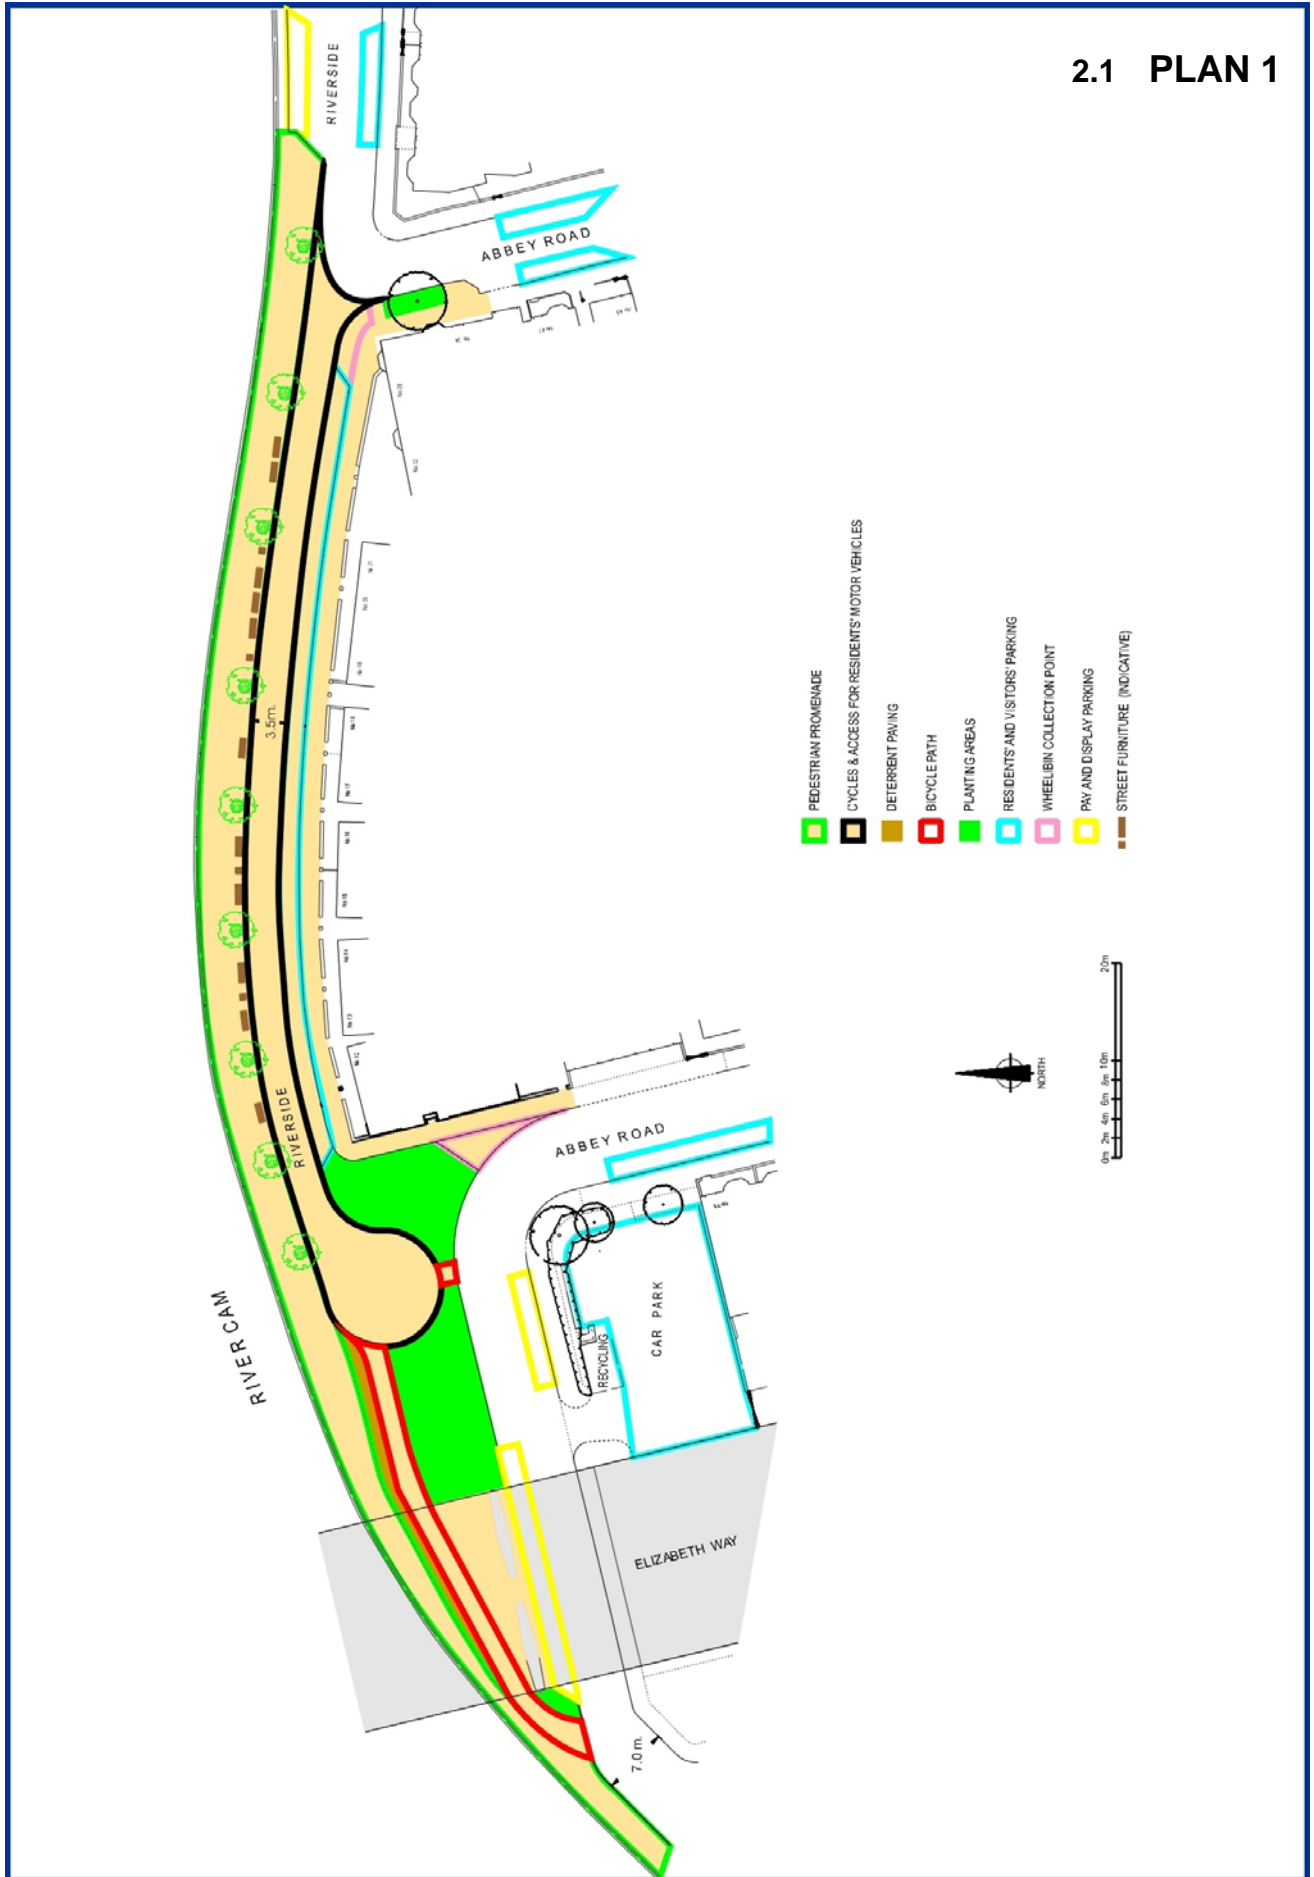 2.1 PLAN 1
RIVERSIDE
ABBEY ROAD
3.5m.
RIVERSIDE
RIVER CAM
ABBEY ROAD
CAR PARK
RECYCLING
ELIZABETH WAY
7.0m.
PEDESTRIAN PROMENADE
CYCLES & ACCESS FOR RESIDENTS' MOTOR VEHICLES
DETERRENT PAVING
BICYCLE PATH
PLANTING AREAS
RESIDENTS' AND VISITORS' PARKING
WHEELIBIN COLLECTION POINT
PAY AND DISPLAY PARKING
STREET FURNITURE (INDICATIVE)
NORTH
0m 2m 4m 6m 8m 10m 20m